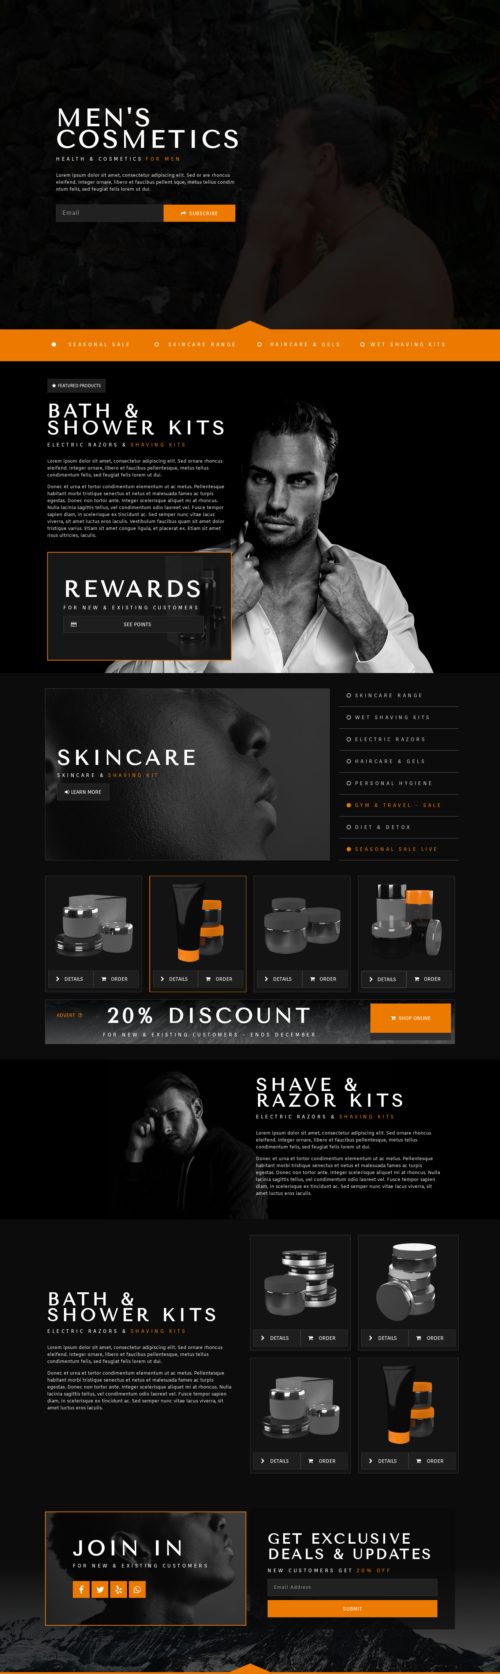 MEN'S
COSMETICS
HEALTH & COSMETICS FOR MEN
Lorem ipsum dolor sit amet, consectetur adipiscing elit. Sed or are rhoncus
eleifend. Integer ornare, libero et faucibus pellent sque, metus tellus condim
ntum felis, sed grav da felis lorem ut dui.
Email
SUBSCRIBE
SEASONAL SALE
SKINCARE RANGE
HAIRCARE & GELS
WET SHAVING KITS
FEATURED PRODUCTS
BATH &
SHOWER KITS
ELECTRIC RAZORS & SHAVING KITS
Lorem ipsum dolor sit amet, consectetur adipiscing elit. Sed ornare rhoncus
eleifend. Integer ornare, libero et faucibus pellentesque, metus tellus
condimentum felis, sed gravida felis lorem ut dui.
Donec et urna et tortor condimentum elementum ut ac metus. Pellentesque
habitant morbi tristique senectus et netus et malesuada fames ac turpis
egestas. Donec non tortor ante. Integer scelerisque aliquet mi at rhoncus.
Nulla lacinia sagittis tellus, vel condimentum odio laoreet vel. Fusce tempor sapien
diam, in scelerisque ex tincidunt ac. Sed semper nunc vitae lacus
viverra, sit amet luctus eros iaculis. Vestibulum faucibus quam sit amet dolor
tristique varius. Etiam sit amet congue ligula, et placerat ex. Etiam sit amet
risus ultricies, iaculis.
REWARDS
FOR NEW & EXISTING CUSTOMERS
SEE POINTS
SKINCARE
SKINCARE & SHAVING KIT
LEARN MORE
SKINCARE RANGE
WET SHAVING KITS
ELECTRIC RAZORS
HAIRCARE & GELS
PERSONAL HYGIENE
GYM & TRAVEL - SALE
DIET & DETOX
SEASONAL SALE LIVE
DETAILS ORDER
DETAILS ORDER
DETAILS ORDER
DETAILS ORDER
ADVERT
20% DISCOUNT
FOR NEW & EXISTING CUSTOMERS - ENDS DECEMBER
SHOP ONLINE
SHAVE &
RAZOR KITS
ELECTRIC RAZORS & SHAVING KITS
Lorem ipsum dolor sit amet, consectetur adipiscing elit. Sed ornare rhoncus
eleifend. Integer ornare, libero et faucibus pellentesque, metus tellus
condimentum felis, sed gravida felis lorem ut dui.
Donec et urna et tortor condimentum elementum ut ac metus. Pellentesque
habitant morbi tristique senectus et netus et malesuada fames ac turpis
egestas. Donec non tortor ante. Integer scelerisque aliquet mi at rhoncus. Nulla
lacinia sagittis tellus, vel condimentum odio laoreet vel. Fusce tempor sapien
diam, in scelerisque ex tincidunt ac. Sed semper nunc vitae lacus viverra, sit
amet luctus eros iaculis.
BATH &
SHOWER KITS
ELECTRIC RAZORS & SHAVING KITS
Lorem ipsum dolor sit amet, consectetur adipiscing elit. Sed ornare rhoncus
eleifend. Integer ornare, libero et faucibus pellentesque, metus tellus
condimentum felis, sed gravida felis lorem ut dui.
Donec et urna et tortor condimentum elementum ut ac metus. Pellentesque
habitant morbi tristique senectus et netus et malesuada fames ac turpis
egestas. Donec non tortor ante. Integer scelerisque aliquet mi at rhoncus. Nulla
lacinia sagittis tellus, vel condimentum odio laoreet vel. Fusce tempor sapien
diam, in scelerisque ex tincidunt ac. Sed semper nunc vitae lacus viverra, sit
amet luctus eros iaculis.
DETAILS ORDER
DETAILS ORDER
DETAILS ORDER
DETAILS ORDER
JOIN IN
FOR NEW & EXISTING CUSTOMERS
GET EXCLUSIVE
DEALS & UPDATES
NEW CUSTOMERS GET 20% OFF
Email Address
SUBMIT